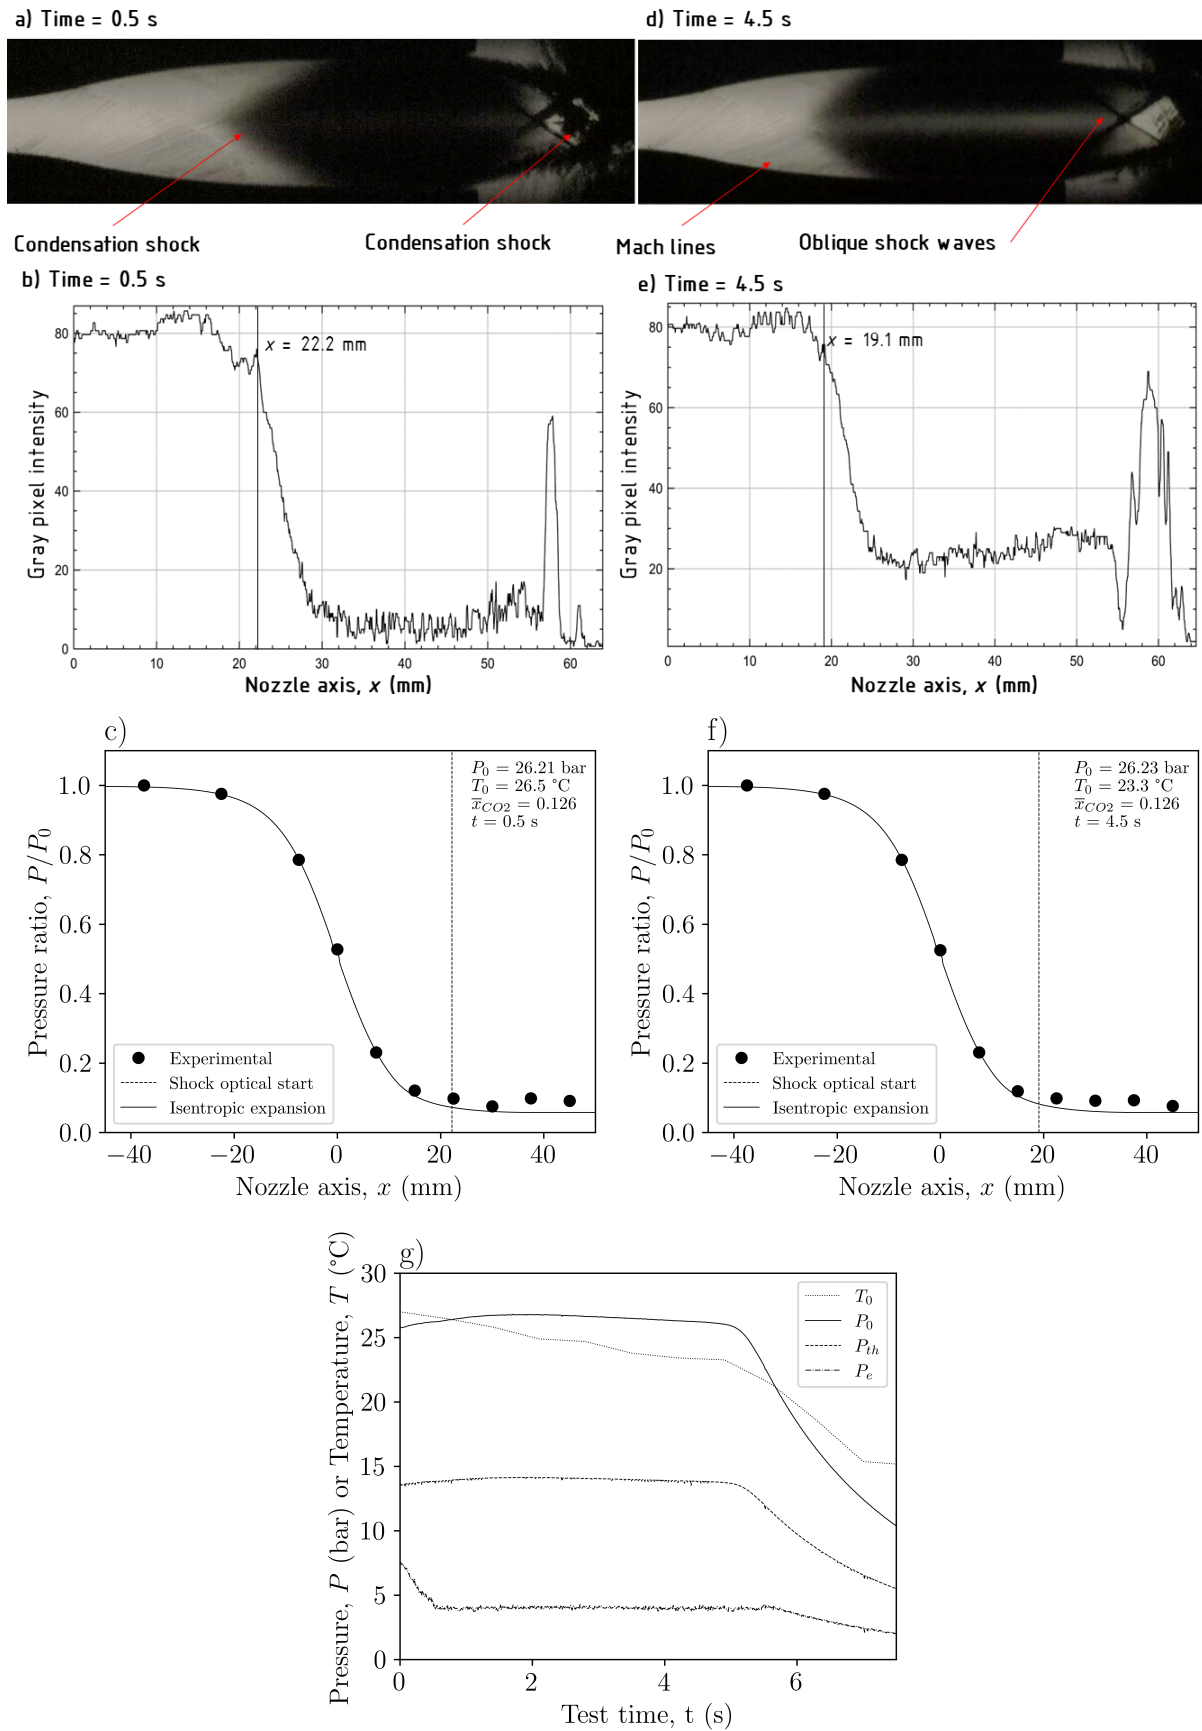 a) Time = 0.5 s
d) Time = 4.5 s
Condensation shock
Condensation shock
Mach lines
Oblique shock waves
b) Time = 0.5 s
80
60
40
20
0
x = 22.2 mm
Gray pixel intensity
0 10 20 30 40 50 60
Nozzle axis, x (mm)
e) Time = 4.5 s
80
60
40
20
x = 19.1 mm
Gray pixel intensity
0 10 20 30 40 50 60
Nozzle axis, x (mm)
c)
1.0
0.8
0.6
0.4
0.2
0.0
Pressure ratio, P/P0
P0 = 26.21 bar
T0 = 26.5 °C
x̅CO2 = 0.126
t = 0.5 s
Experimental
Shock optical start
Isentropic expansion
−40 −20 0 20 40
Nozzle axis, x (mm)
f)
1.0
0.8
0.6
0.4
0.2
0.0
Pressure ratio, P/P0
P0 = 26.23 bar
T0 = 23.3 °C
x̅CO2 = 0.126
t = 4.5 s
Experimental
Shock optical start
Isentropic expansion
−40 −20 0 20 40
Nozzle axis, x (mm)
g)
30
25
20
15
10
5
0
Pressure, P (bar) or Temperature, T (°C)
T0
P0
Pth
Pe
0 2 4 6
Test time, t (s)